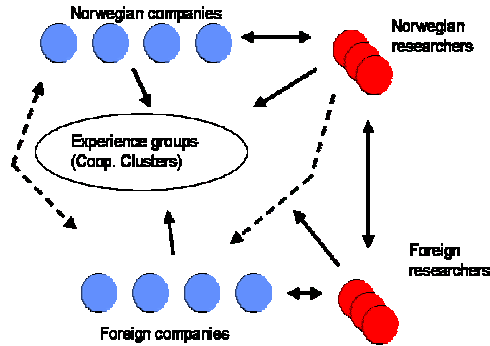 Norwegian companies
Norwegian
researchers
Experience groups
(Coop. Clusters)
Foreign
researchers
Foreign companies